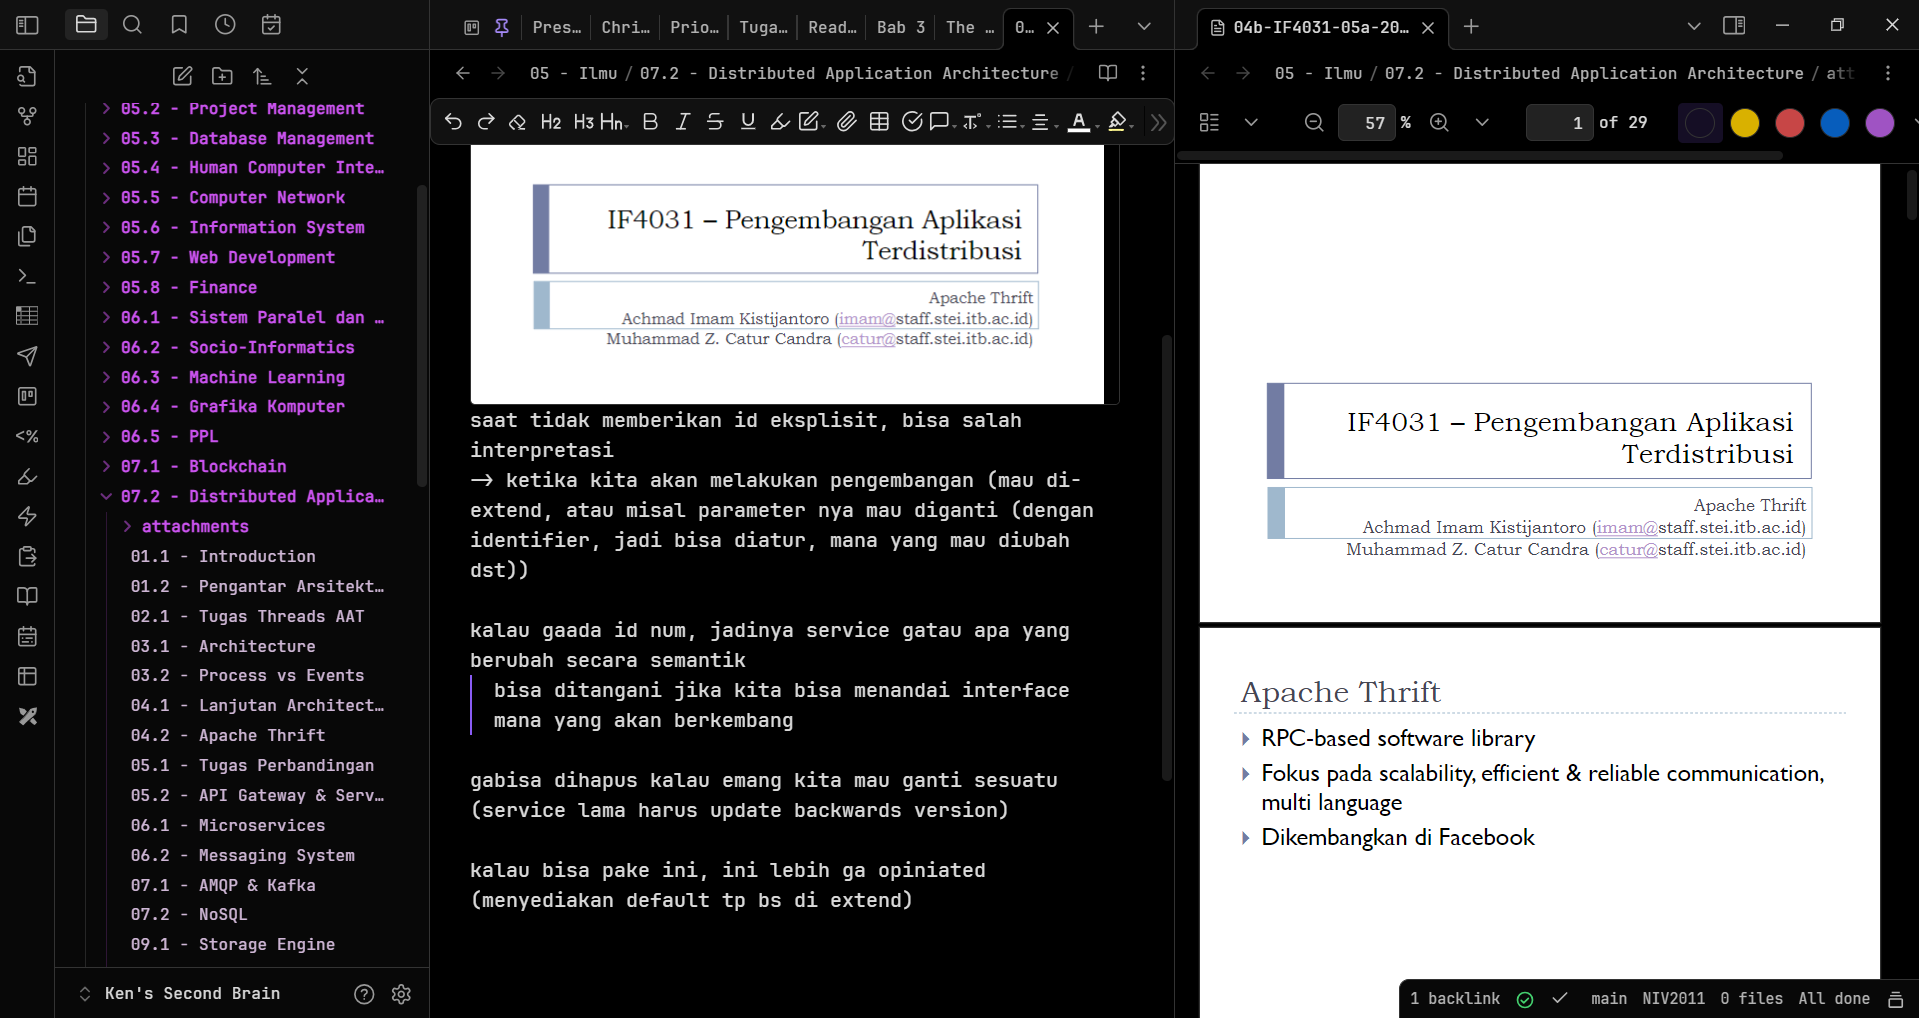 Pres…
Chri…
Prio…
Tuga…
Read…
Bab 3
The …
0…
04b-IF4031-05a-20…
05 - Ilmu / 07.2 - Distributed Application Architecture /
05 - Ilmu / 07.2 - Distributed Application Architecture / att
H2 H3 Hn B I S U A
57 %
1 of 29
05.2 - Project Management
05.3 - Database Management
05.4 - Human Computer Inte…
05.5 - Computer Network
05.6 - Information System
05.7 - Web Development
05.8 - Finance
06.1 - Sistem Paralel dan …
06.2 - Socio-Informatics
06.3 - Machine Learning
06.4 - Grafika Komputer
06.5 - PPL
07.1 - Blockchain
07.2 - Distributed Applica…
attachments
01.1 - Introduction
01.2 - Pengantar Arsitekt…
02.1 - Tugas Threads AAT
03.1 - Architecture
03.2 - Process vs Events
04.1 - Lanjutan Architect…
04.2 - Apache Thrift
05.1 - Tugas Perbandingan
05.2 - API Gateway & Serv…
06.1 - Microservices
06.2 - Messaging System
07.1 - AMQP & Kafka
07.2 - NoSQL
09.1 - Storage Engine
Ken's Second Brain
IF4031 – Pengembangan Aplikasi
Terdistribusi
Apache Thrift
Achmad Imam Kistijantoro (imam@staff.stei.itb.ac.id)
Muhammad Z. Catur Candra (catur@staff.stei.itb.ac.id)
saat tidak memberikan id eksplisit, bisa salah
interpretasi
→ ketika kita akan melakukan pengembangan (mau di-
extend, atau misal parameter nya mau diganti (dengan
identifier, jadi bisa diatur, mana yang mau diubah
dst))
kalau gaada id num, jadinya service gatau apa yang
berubah secara semantik
bisa ditangani jika kita bisa menandai interface
mana yang akan berkembang
gabisa dihapus kalau emang kita mau ganti sesuatu
(service lama harus update backwards version)
kalau bisa pake ini, ini lebih ga opiniated
(menyediakan default tp bs di extend)
IF4031 – Pengembangan Aplikasi
Terdistribusi
Apache Thrift
Achmad Imam Kistijantoro (imam@staff.stei.itb.ac.id)
Muhammad Z. Catur Candra (catur@staff.stei.itb.ac.id)
Apache Thrift
RPC-based software library
Fokus pada scalability, efficient & reliable communication,
multi language
Dikembangkan di Facebook
1 backlink main NIV2011 0 files All done